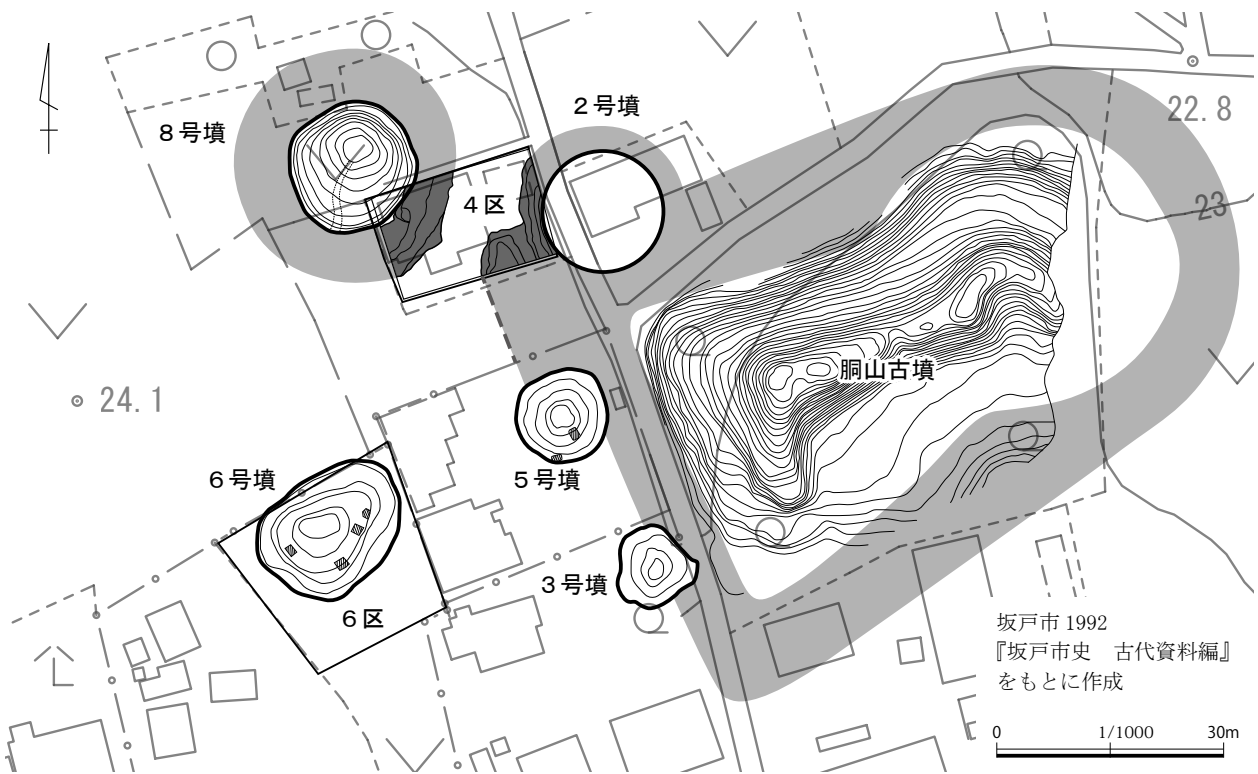 2号墳
8号墳
22.8
4区
23
胴山古墳
24.1
6号墳
5号墳
3号墳
6区
坂戸市 1992
『坂戸市史　古代資料編』
をもとに作成
0
1/1000
30m